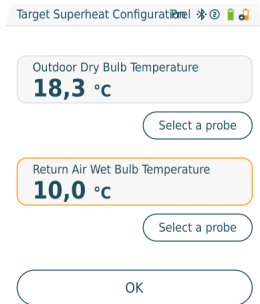 Target Superheat Configuration
Outdoor Dry Bulb Temperature
18,3 °C
Select a probe
Return Air Wet Bulb Temperature
10,0 °C
Select a probe
OK